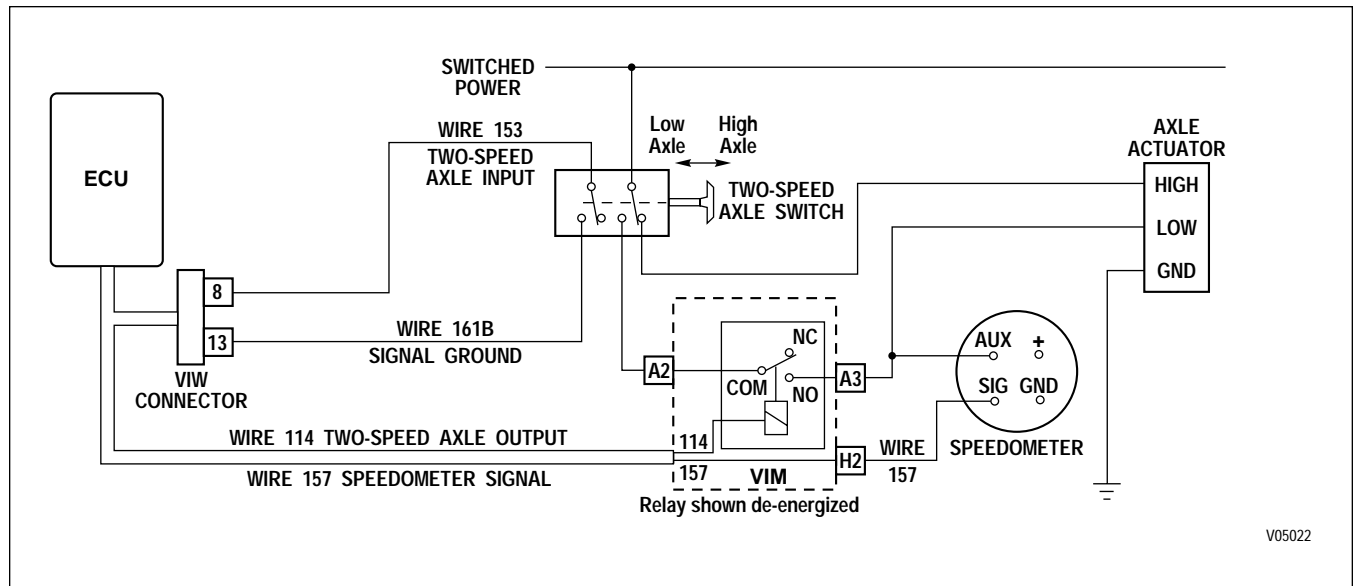 SWITCHED
POWER
ECU
WIRE 153
TWO-SPEED
AXLE INPUT
Low
Axle
High
Axle
TWO-SPEED
AXLE SWITCH
AXLE
ACTUATOR
HIGH
LOW
GND
8
13
VIW
CONNECTOR
WIRE 161B
SIGNAL GROUND
A2
NC
COM
NO
A3
AUX +
SIG GND
SPEEDOMETER
WIRE 114 TWO-SPEED AXLE OUTPUT
WIRE 157 SPEEDOMETER SIGNAL
114
157
VIM
H2
WIRE
157
Relay shown de-energized
V05022